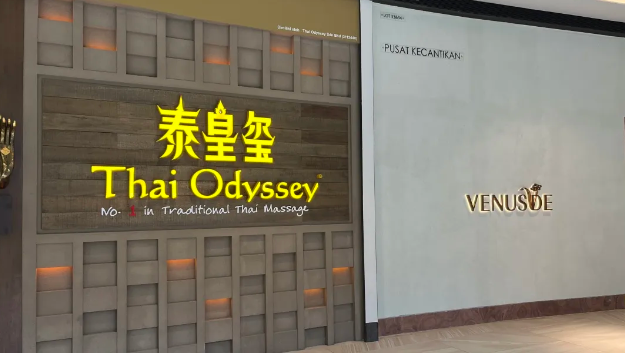 泰皇玺
Thai Odyssey
No. 1 in Traditional Thai Massage
·PUSAT KECANTIKAN·
VENUSDE